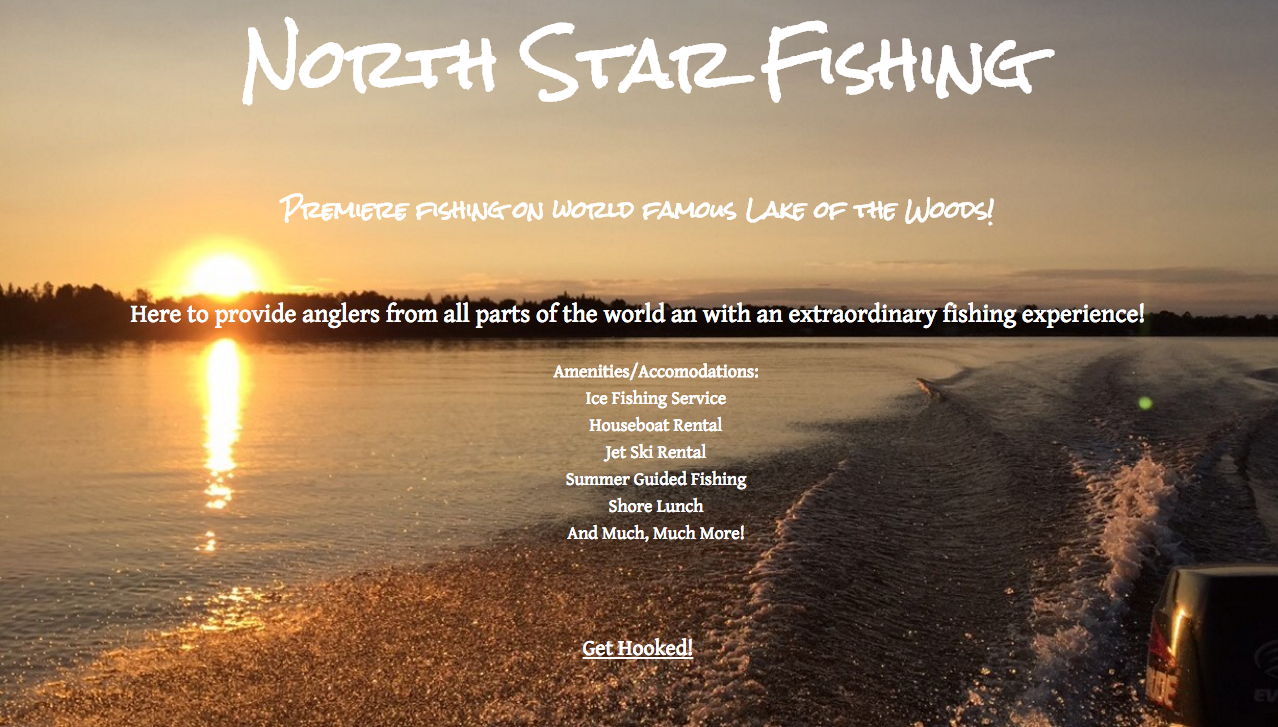 North Star Fishing
Premiere fishing on world famous Lake of the Woods!
Here to provide anglers from all parts of the world an with an extraordinary fishing experience!
Amenities/Accomodations:
Ice Fishing Service
Houseboat Rental
Jet Ski Rental
Summer Guided Fishing
Shore Lunch
And Much, Much More!
Get Hooked!